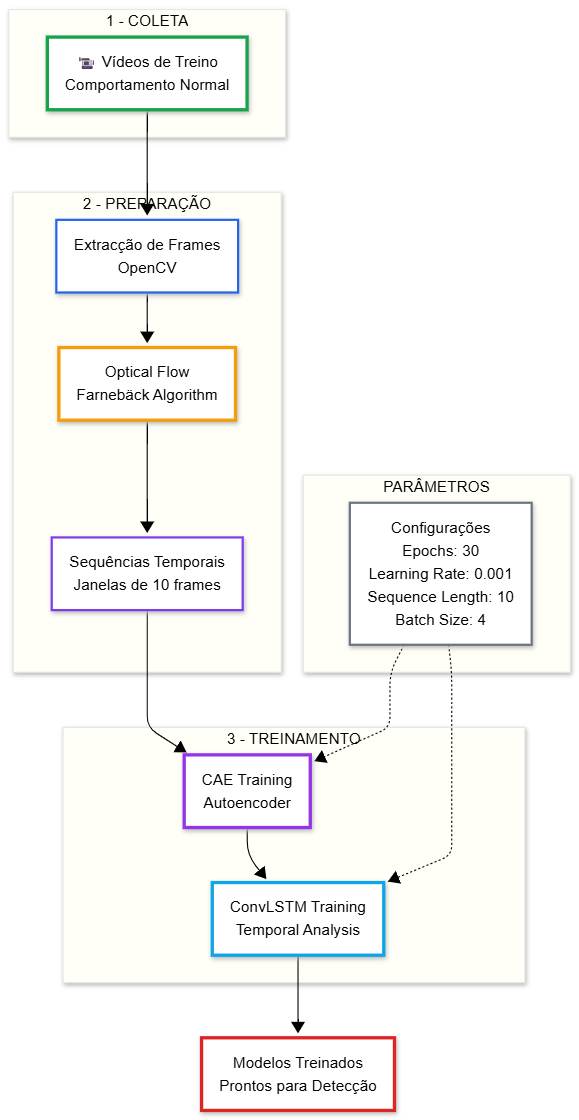 1 - COLETA
Vídeos de Treino
Comportamento Normal
2 - PREPARAÇÃO
Extracção de Frames
OpenCV
Optical Flow
Farnebäck Algorithm
Sequências Temporais
Janelas de 10 frames
PARÂMETROS
Configurações
Epochs: 30
Learning Rate: 0.001
Sequence Length: 10
Batch Size: 4
3 - TREINAMENTO
CAE Training
Autoencoder
ConvLSTM Training
Temporal Analysis
Modelos Treinados
Prontos para Detecção